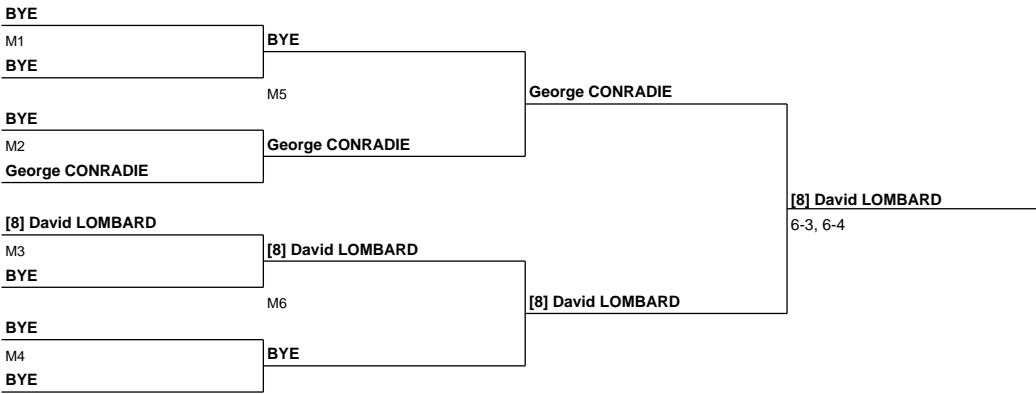 BYE
M1
BYE
BYE
M5
BYE
M2
George CONRADIE
George CONRADIE
George CONRADIE
[8] David LOMBARD
6-3, 6-4
[8] David LOMBARD
M3
BYE
[8] David LOMBARD
M6
[8] David LOMBARD
BYE
M4
BYE
BYE